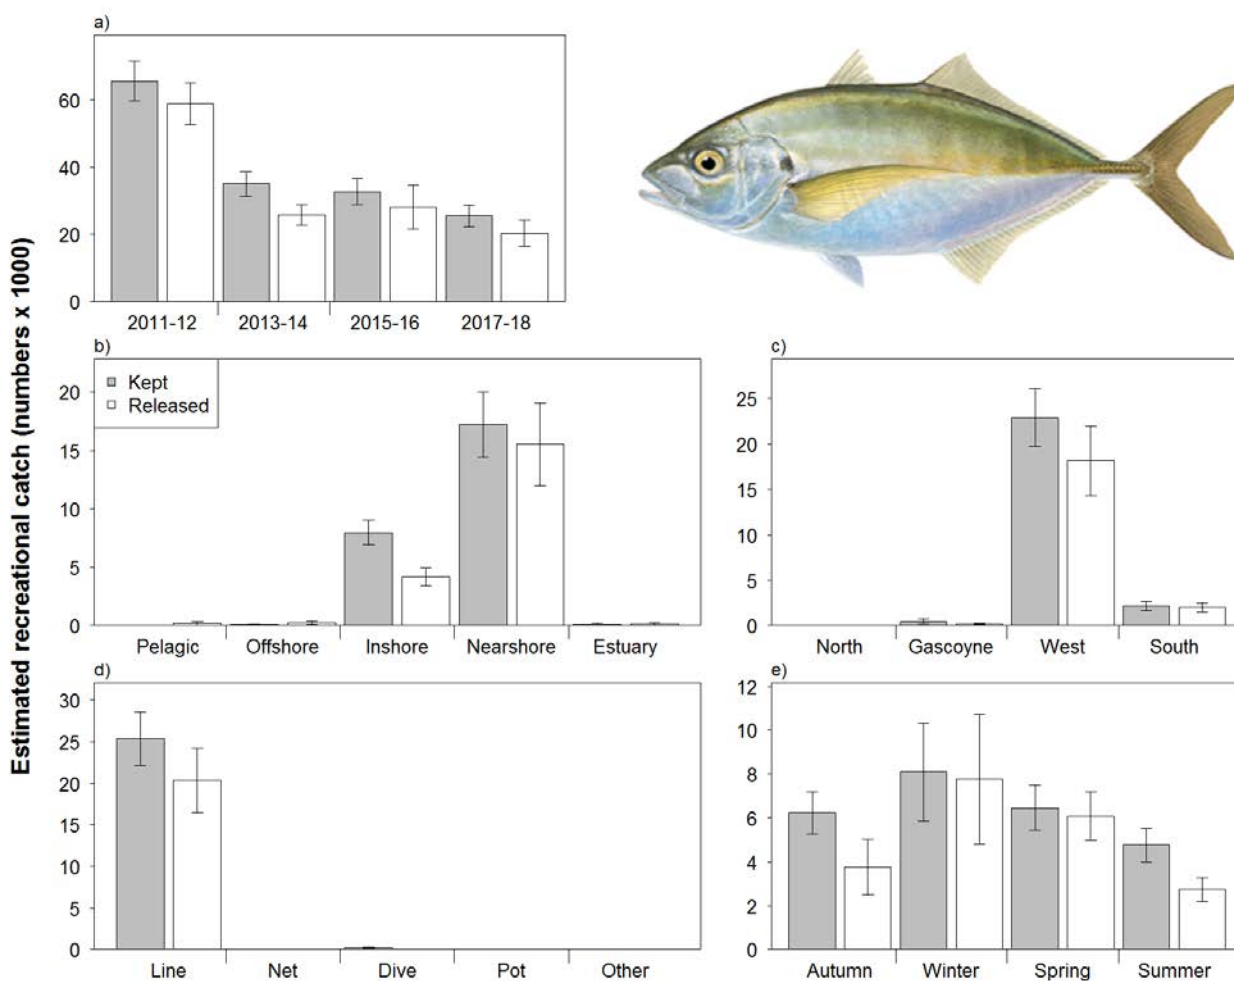 a)
60
40
20
0
2011-12 2013-14 2015-16 2017-18
Estimated recreational catch (numbers x 1000)
b)
Kept
Released
20
15
10
5
0
Pelagic Offshore Inshore Nearshore Estuary
c)
25
20
15
10
5
0
North Gascoyne West South
d)
30
25
20
15
10
5
0
Line Net Dive Pot Other
e)
12
10
8
6
4
2
0
Autumn Winter Spring Summer